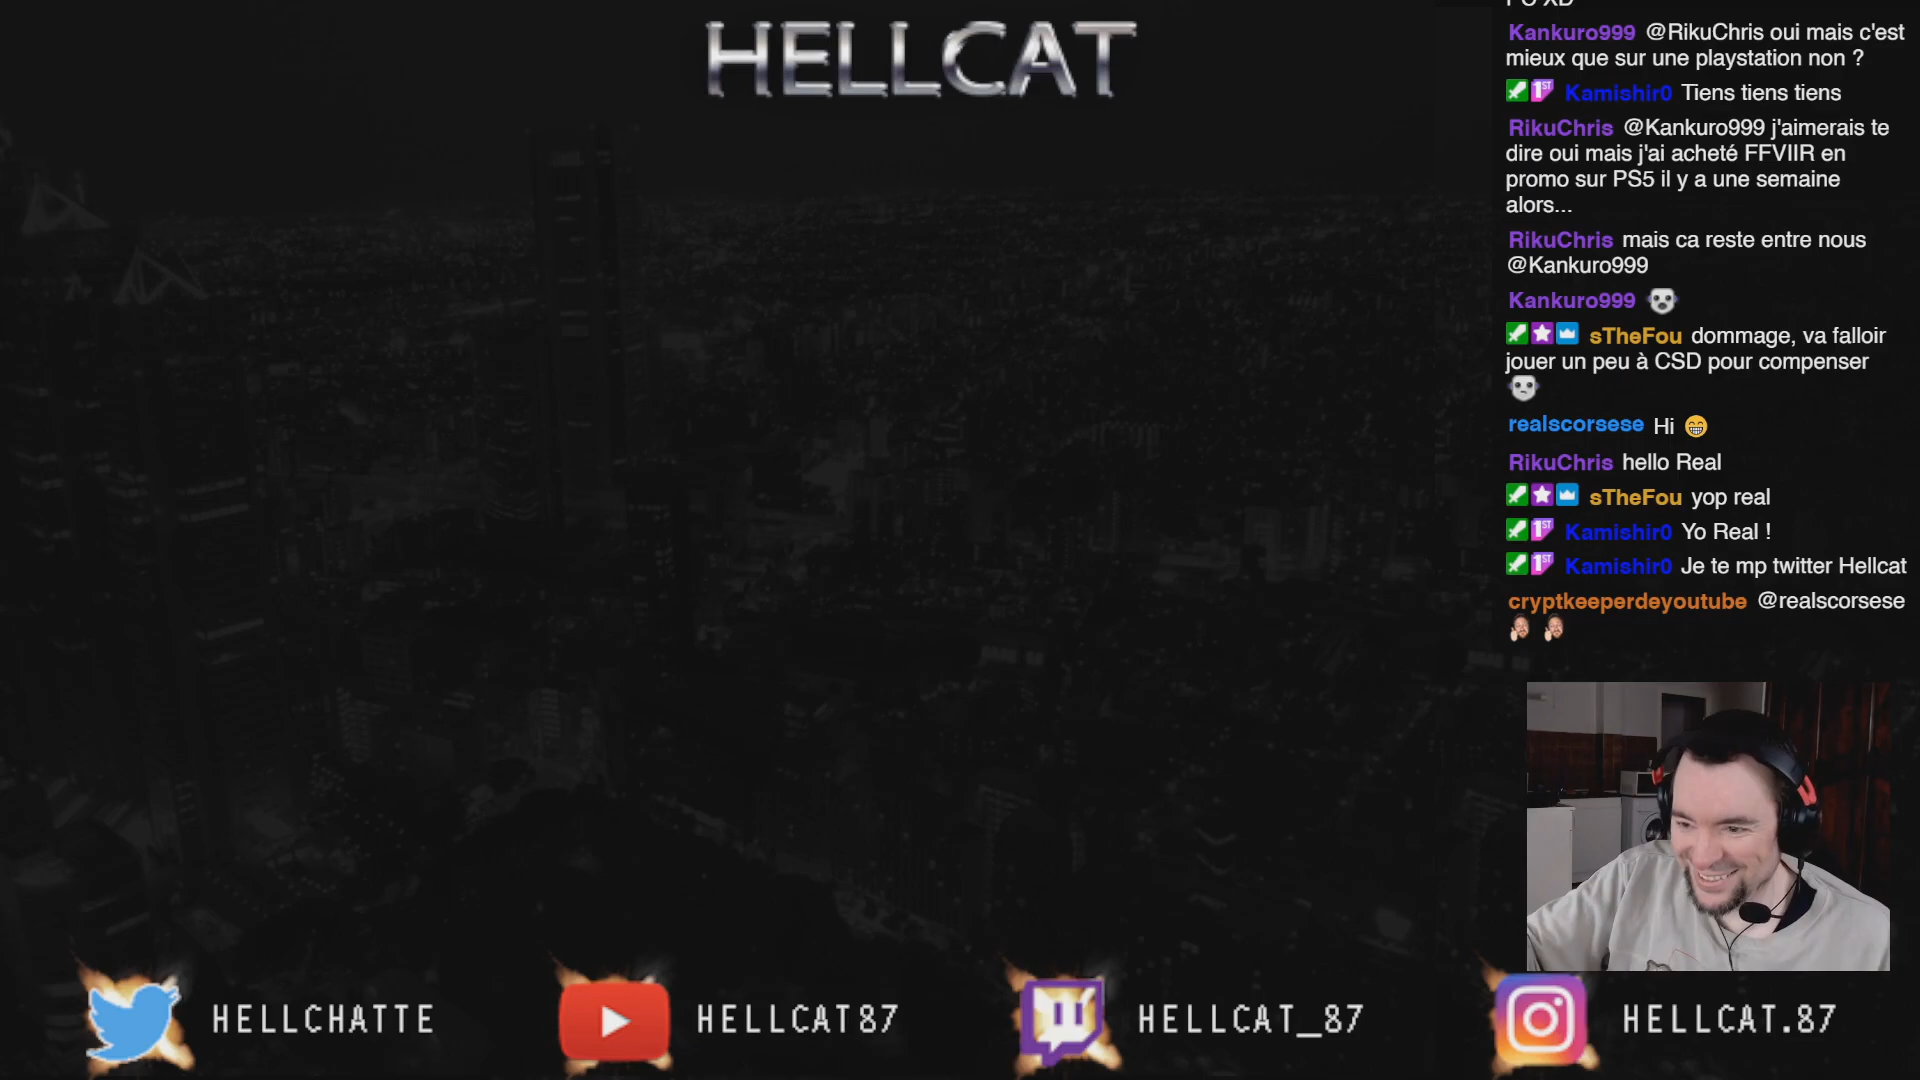 HELLCAT
Kankuro999 @RikuChris oui mais c'est
mieux que sur une playstation non ?
Kamishir0 Tiens tiens tiens
RikuChris @Kankuro999 j'aimerais te
dire oui mais j'ai acheté FFVIIR en
promo sur PS5 il y a une semaine
alors...
RikuChris mais ca reste entre nous
@Kankuro999
Kankuro999
sTheFou dommage, va falloir
jouer un peu à CSD pour compenser
realscorsese Hi
RikuChris hello Real
sTheFou yop real
Kamishir0 Yo Real !
Kamishir0 Je te mp twitter Hellcat
cryptkeeperdeyoutube @realscorsese
HELLCHATTE
HELLCAT87
HELLCAT_87
HELLCAT.87